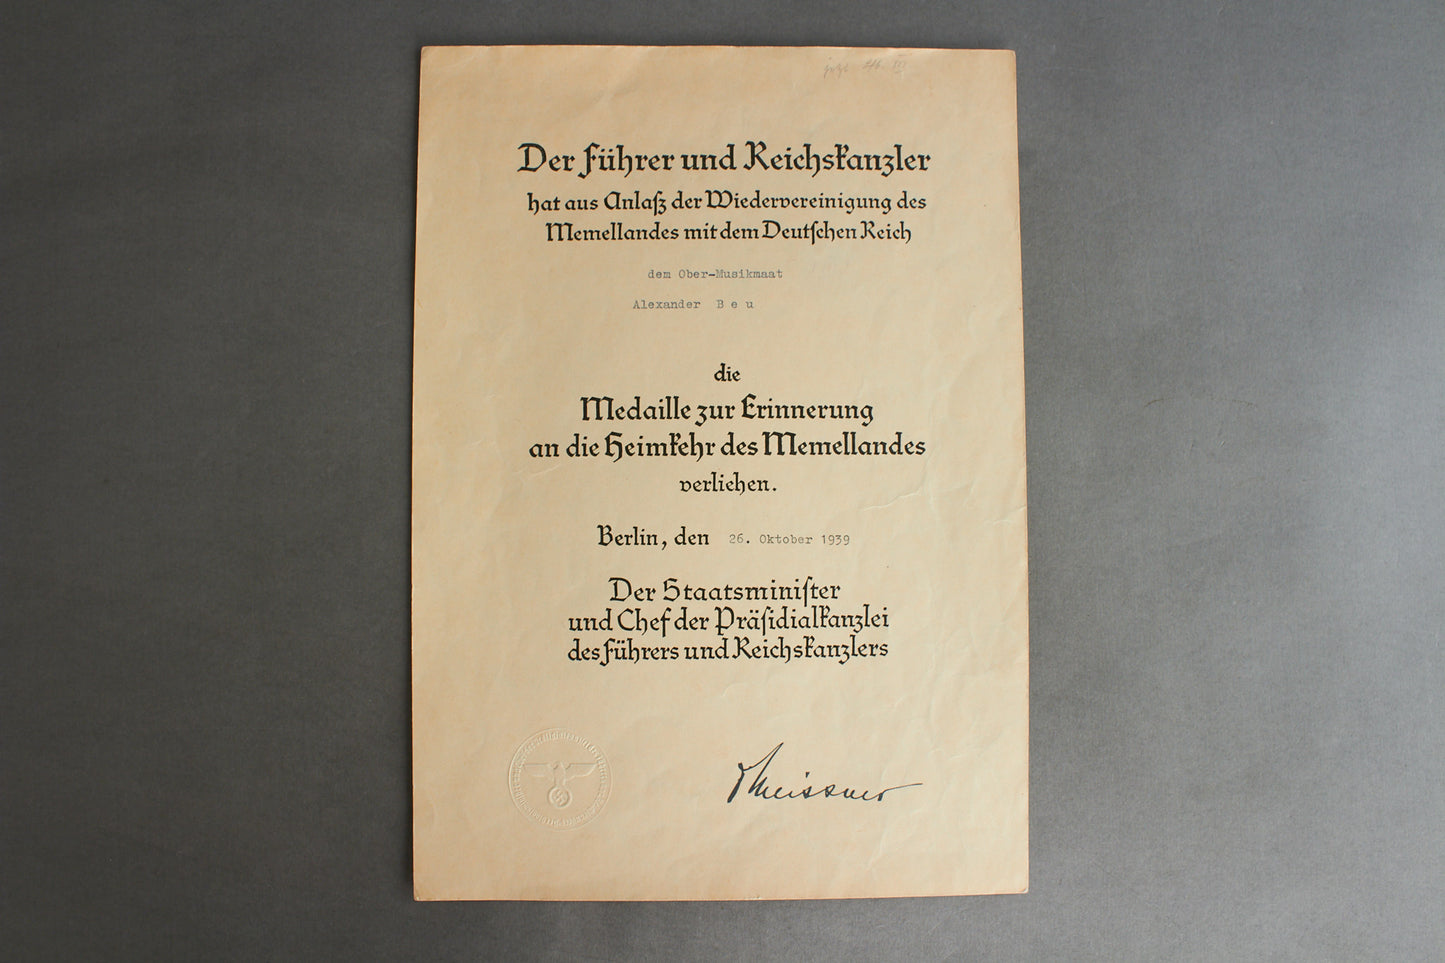 Der Führer und Reichskanzler
hat aus Anlaß der Wiedervereinigung des
Memellandes mit dem Deutschen Reich
dem Ober-Musikmaat
Alexander B e u
die
Medaille zur Erinnerung
an die Heimkehr des Memellandes
verliehen.
Berlin, den 26. Oktober 1939
Der Staatsminister
und Chef der Präsidialkanzlei
des Führers und Reichskanzlers
Meissner